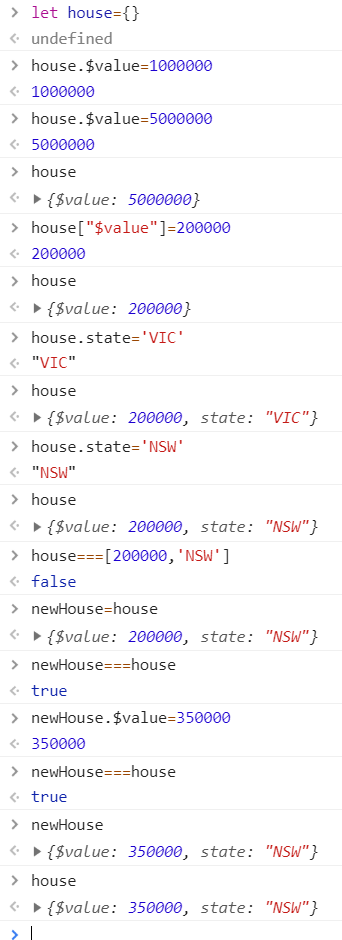 let house={}
undefined
house.$value=1000000
1000000
house.$value=5000000
5000000
house
{$value: 5000000}
house["$value"]=200000
200000
house
{$value: 200000}
house.state='VIC'
"VIC"
house
{$value: 200000, state: "VIC"}
house.state='NSW'
"NSW"
house
{$value: 200000, state: "NSW"}
house===[200000,'NSW']
false
newHouse=house
{$value: 200000, state: "NSW"}
newHouse===house
true
newHouse.$value=350000
350000
newHouse===house
true
newHouse
{$value: 350000, state: "NSW"}
house
{$value: 350000, state: "NSW"}